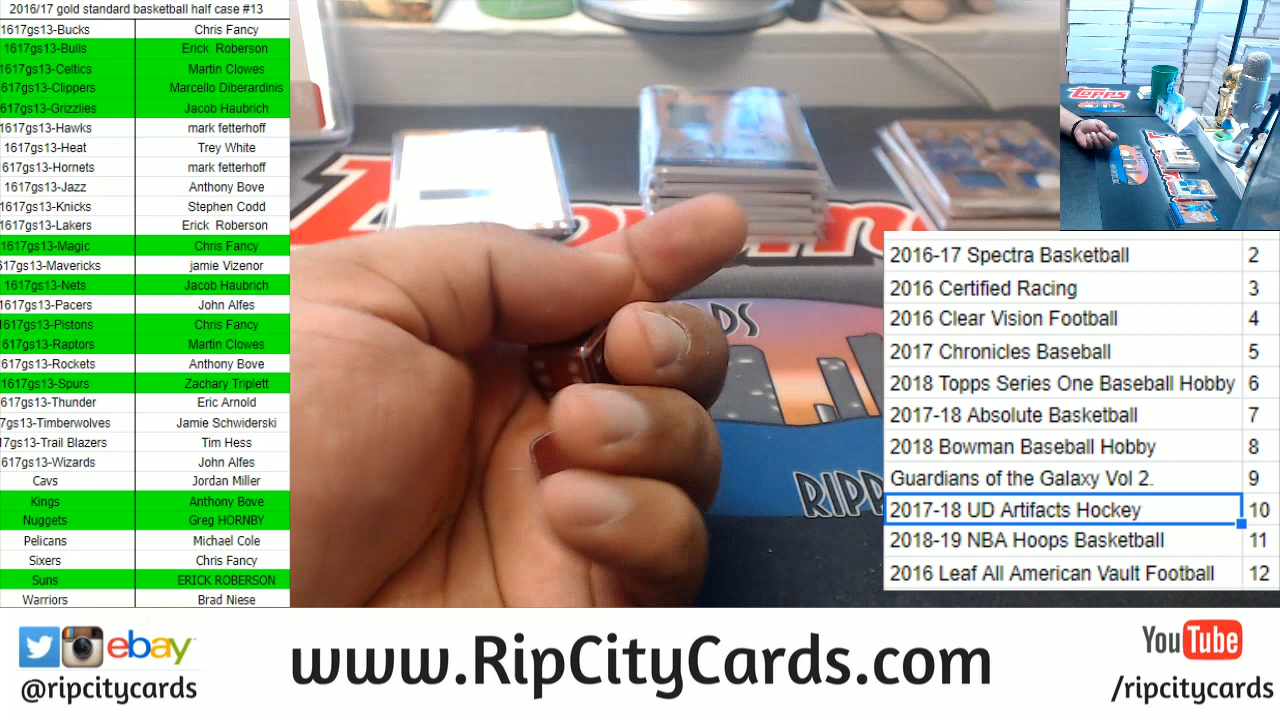 2016/17 gold standard basketball half case #13
1617gs13-Bucks Chris Fancy
1617gs13-Bulls Erick Roberson
1617gs13-Celtics Martin Clowes
617gs13-Clippers Marcello Diberardinis
617gs13-Grizzlies Jacob Haubrich
1617gs13-Hawks mark fetterhoff
1617gs13-Heat Trey White
1617gs13-Hornets mark fetterhoff
1617gs13-Jazz Anthony Bove
1617gs13-Knicks Stephen Codd
1617gs13-Lakers Erick Roberson
1617gs13-Magic Chris Fancy
617gs13-Mavericks jamie Vizenor
1617gs13-Nets Jacob Haubrich
1617gs13-Pacers John Alfes
1617gs13-Pistons Chris Fancy
1617gs13-Raptors Martin Clowes
1617gs13-Rockets Anthony Bove
1617gs13-Spurs Zachary Triplett
617gs13-Thunder Eric Arnold
7gs13-Timberwolves Jamie Schwiderski
17gs13-Trail Blazers Tim Hess
617gs13-Wizards John Alfes
Cavs Jordan Miller
Kings Anthony Bove
Nuggets Greg HORNBY
Pelicans Michael Cole
Sixers Chris Fancy
Suns ERICK ROBERSON
Warriors Brad Niese
Topps
2016-17 Spectra Basketball 2
2016 Certified Racing 3
2016 Clear Vision Football 4
2017 Chronicles Baseball 5
2018 Topps Series One Baseball Hobby 6
2017-18 Absolute Basketball 7
2018 Bowman Baseball Hobby 8
Guardians of the Galaxy Vol 2. 9
2017-18 UD Artifacts Hockey 10
2018-19 NBA Hoops Basketball 11
2016 Leaf All American Vault Football 12
RDS
RIPP
ebay
@ripcitycards
www.RipCityCards.com
YouTube
/ripcitycards